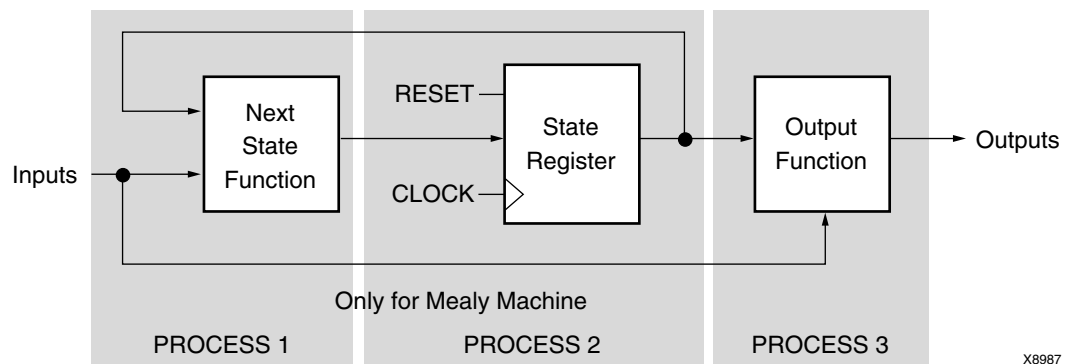 Inputs
Next
State
Function
RESET
CLOCK
State
Register
Output
Function
Outputs
Only for Mealy Machine
PROCESS 1
PROCESS 2
PROCESS 3
X8987